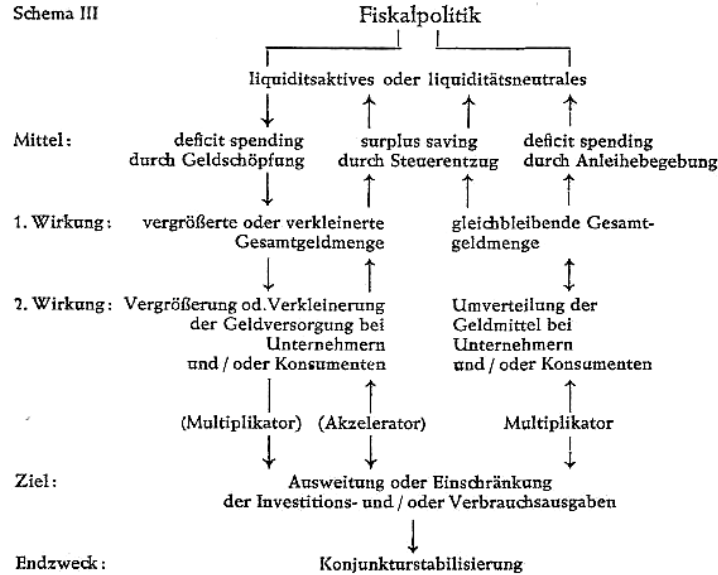 Schema III
Fiskalpolitik
liquiditsaktives oder liquiditätsneutrales
Mittel: deficit spending surplus saving deficit spending
durch Geldschöpfung durch Steuerentzug durch Anleihebegebung
1. Wirkung: vergrößerte oder verkleinerte gleichbleibende Gesamt-
Gesamtgeldmenge geldmenge
2. Wirkung: Vergrößerung od. Verkleinerung Umverteilung der
der Geldversorgung bei Geldmittel bei
Unternehmern Unternehmern
und / oder Konsumenten und / oder Konsumenten
(Multiplikator) (Akzelerator) Multiplikator
Ziel: Ausweitung oder Einschränkung
der Investitions- und / oder Verbrauchsausgaben
Endzweck: Konjunkturstabilisierung